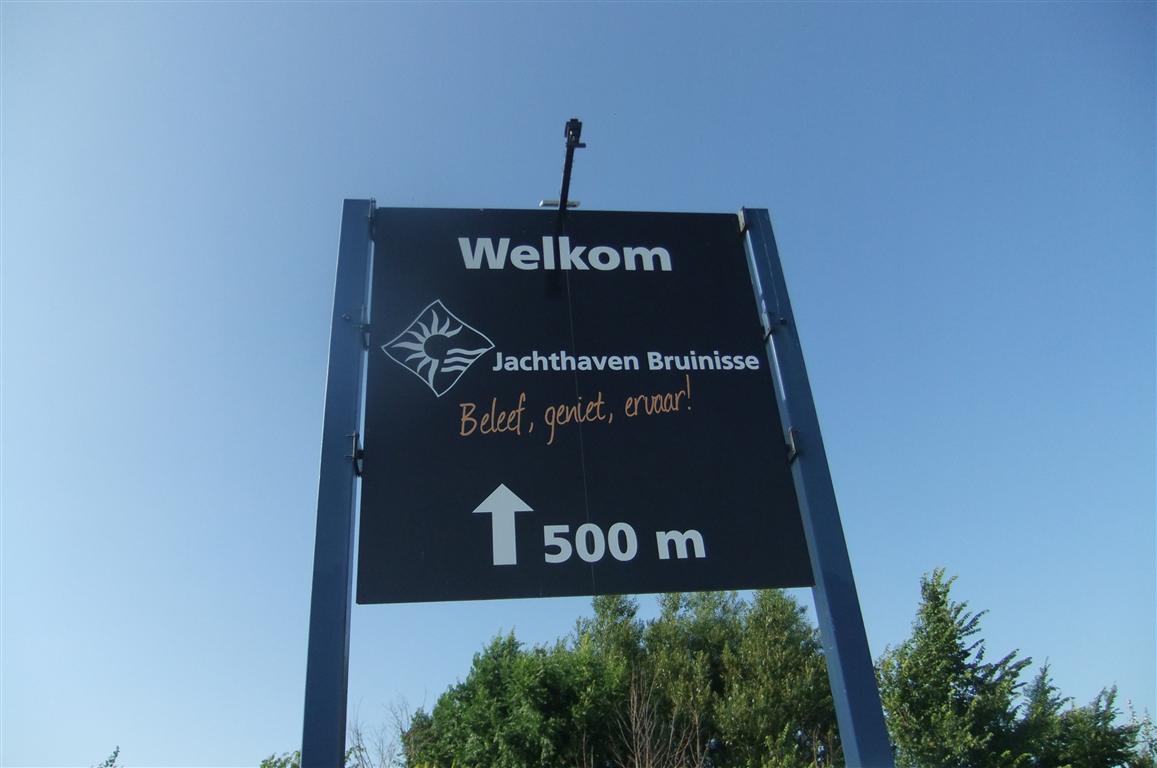 Welkom
Jachthaven Bruinisse
Beleef, geniet, ervaar!
500 m